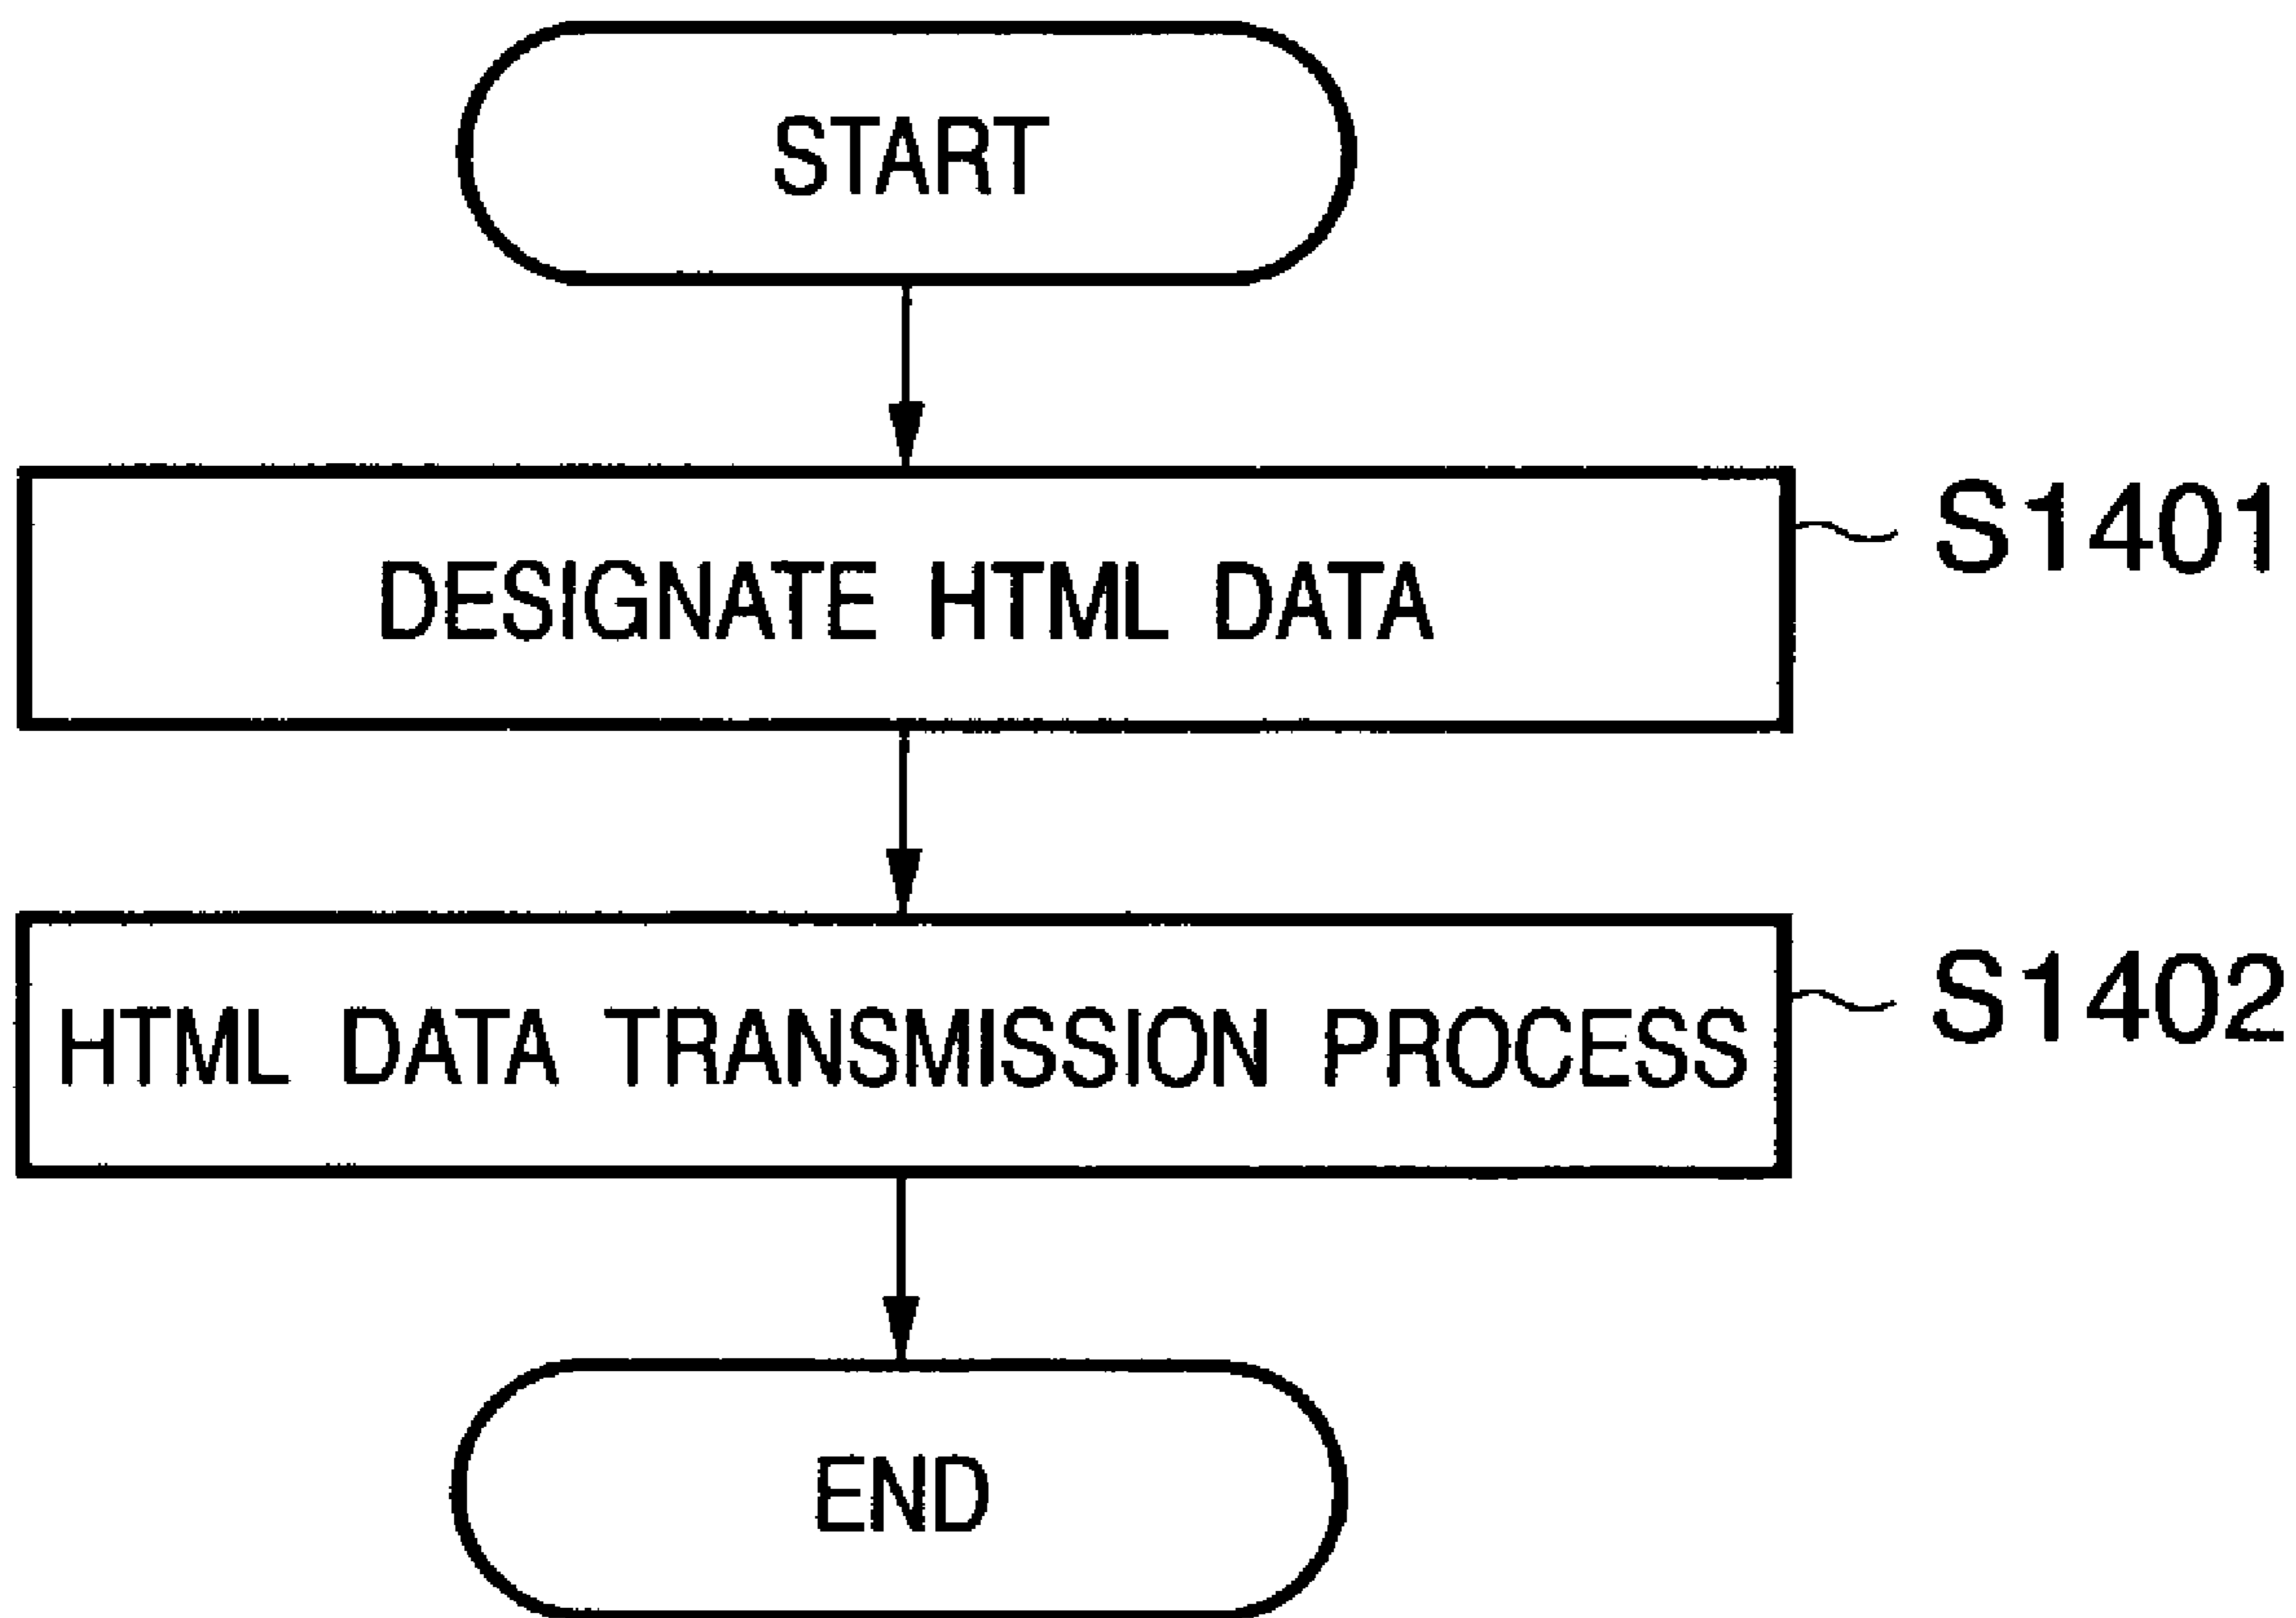 START
DESIGNATE HTML DATA
S1401
HTML DATA TRANSMISSION PROCESS
S1402
END